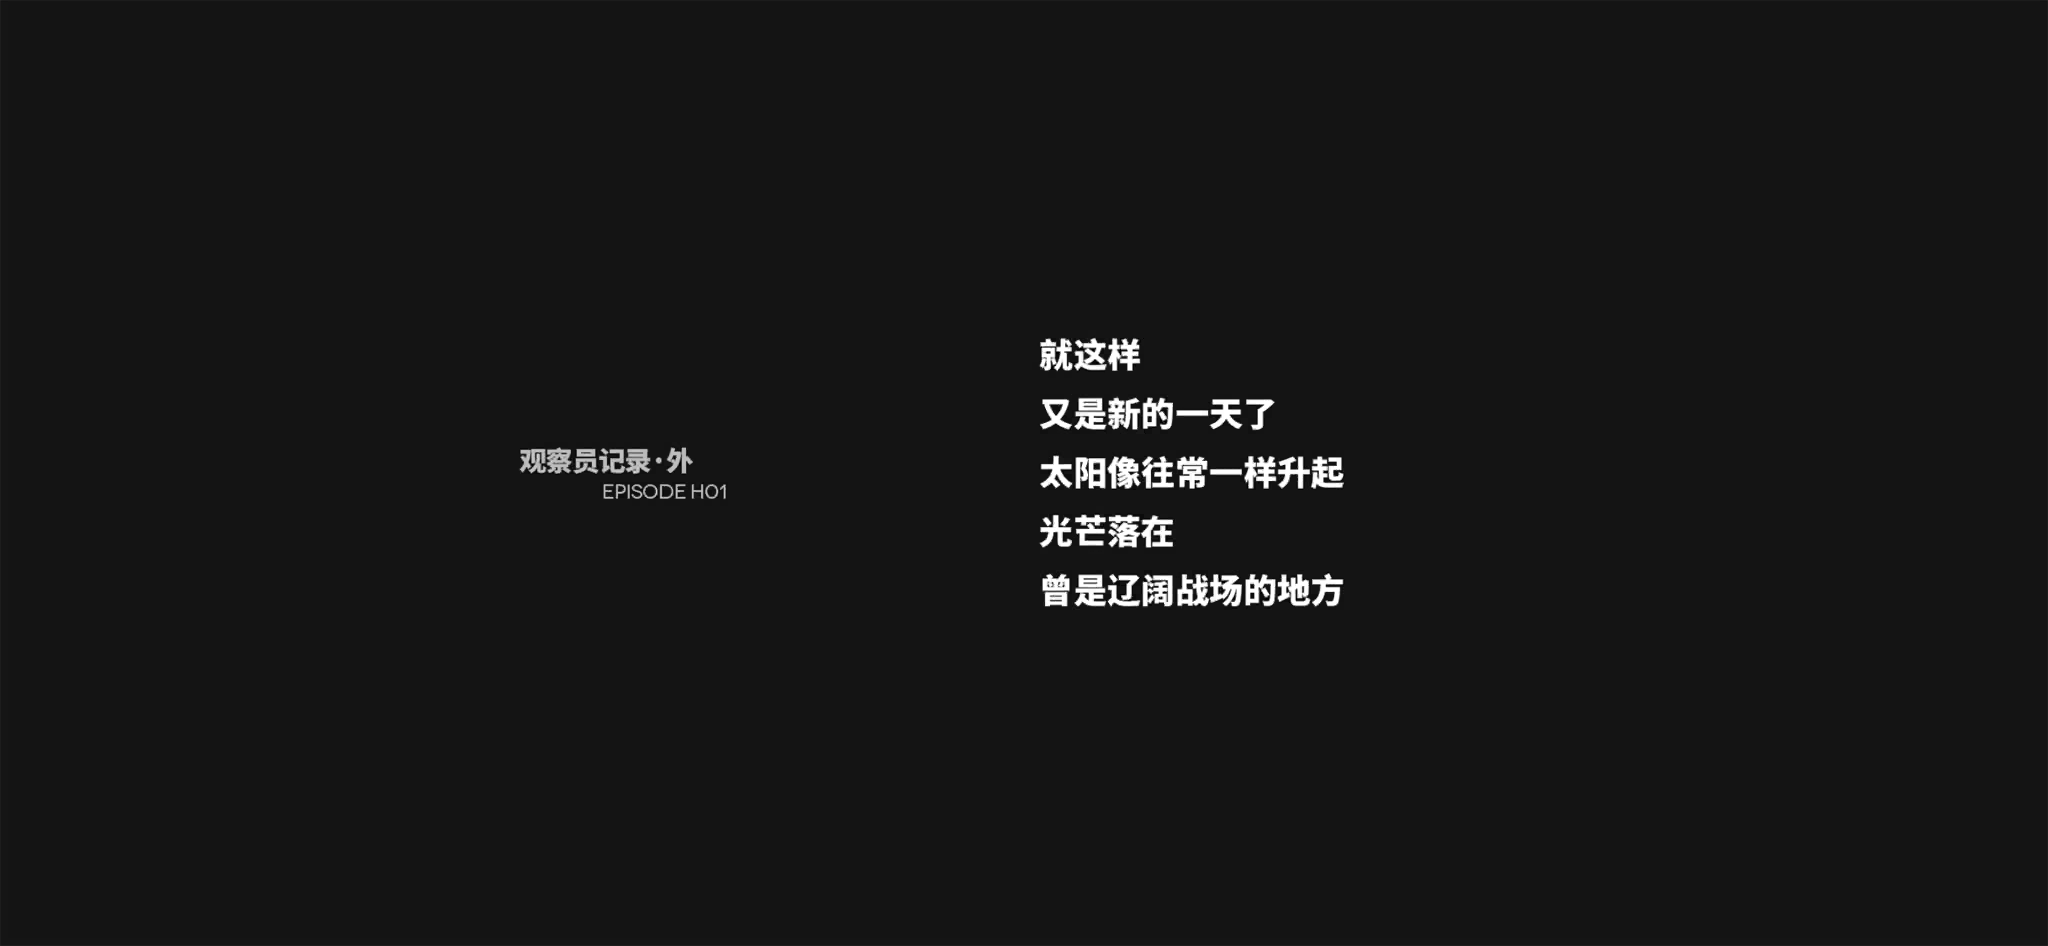 观察员记录·外
EPISODE H01
就这样
又是新的一天了
太阳像往常一样升起
光芒落在
曾是辽阔战场的地方